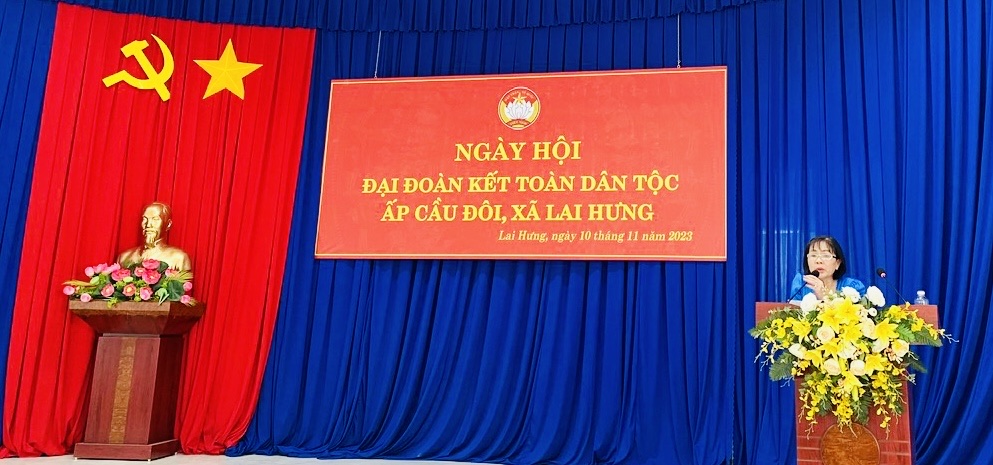 NGÀY HỘI
ĐẠI ĐOÀN KẾT TOÀN DÂN TỘC
ẤP CẦU ĐÔI, XÃ LAI HƯNG
Lai Hưng, ngày 10 tháng 11 năm 2023